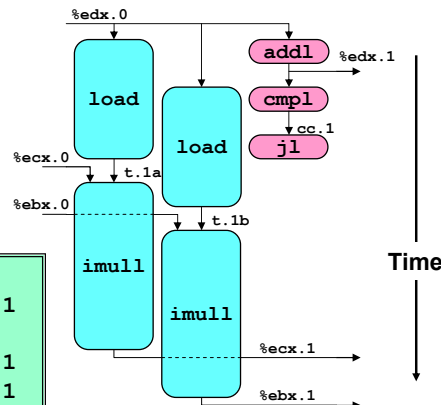 %edx.0
addl
%edx.1
load
cmpl
load
cc.1
jl
%ecx.0
t.1a
%ebx.0
t.1b
imull
Time
1
imull
1
%ecx.1
1
%ebx.1